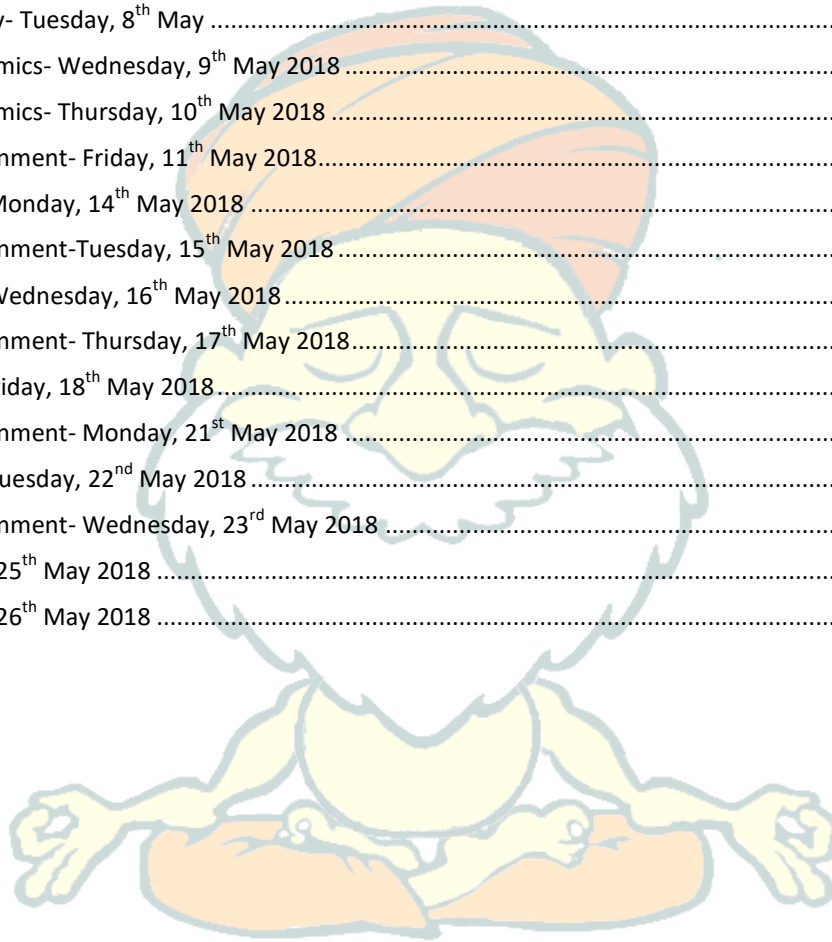 y- Tuesday, 8th May ....................................................................................................
mics- Wednesday, 9th May 2018 ....................................................................................
mics- Thursday, 10th May 2018 ......................................................................................
nment- Friday, 11th May 2018........................................................................................
Monday, 14th May 2018 ..............................................................................................
nment-Tuesday, 15th May 2018 .....................................................................................
Wednesday, 16th May 2018 .........................................................................................
nment- Thursday, 17th May 2018...................................................................................
riday, 18th May 2018....................................................................................................
nment- Monday, 21st May 2018 ....................................................................................
uesday, 22nd May 2018 ..............................................................................................
nment- Wednesday, 23rd May 2018 ..............................................................................
25th May 2018 ............................................................................................................
26th May 2018 ............................................................................................................